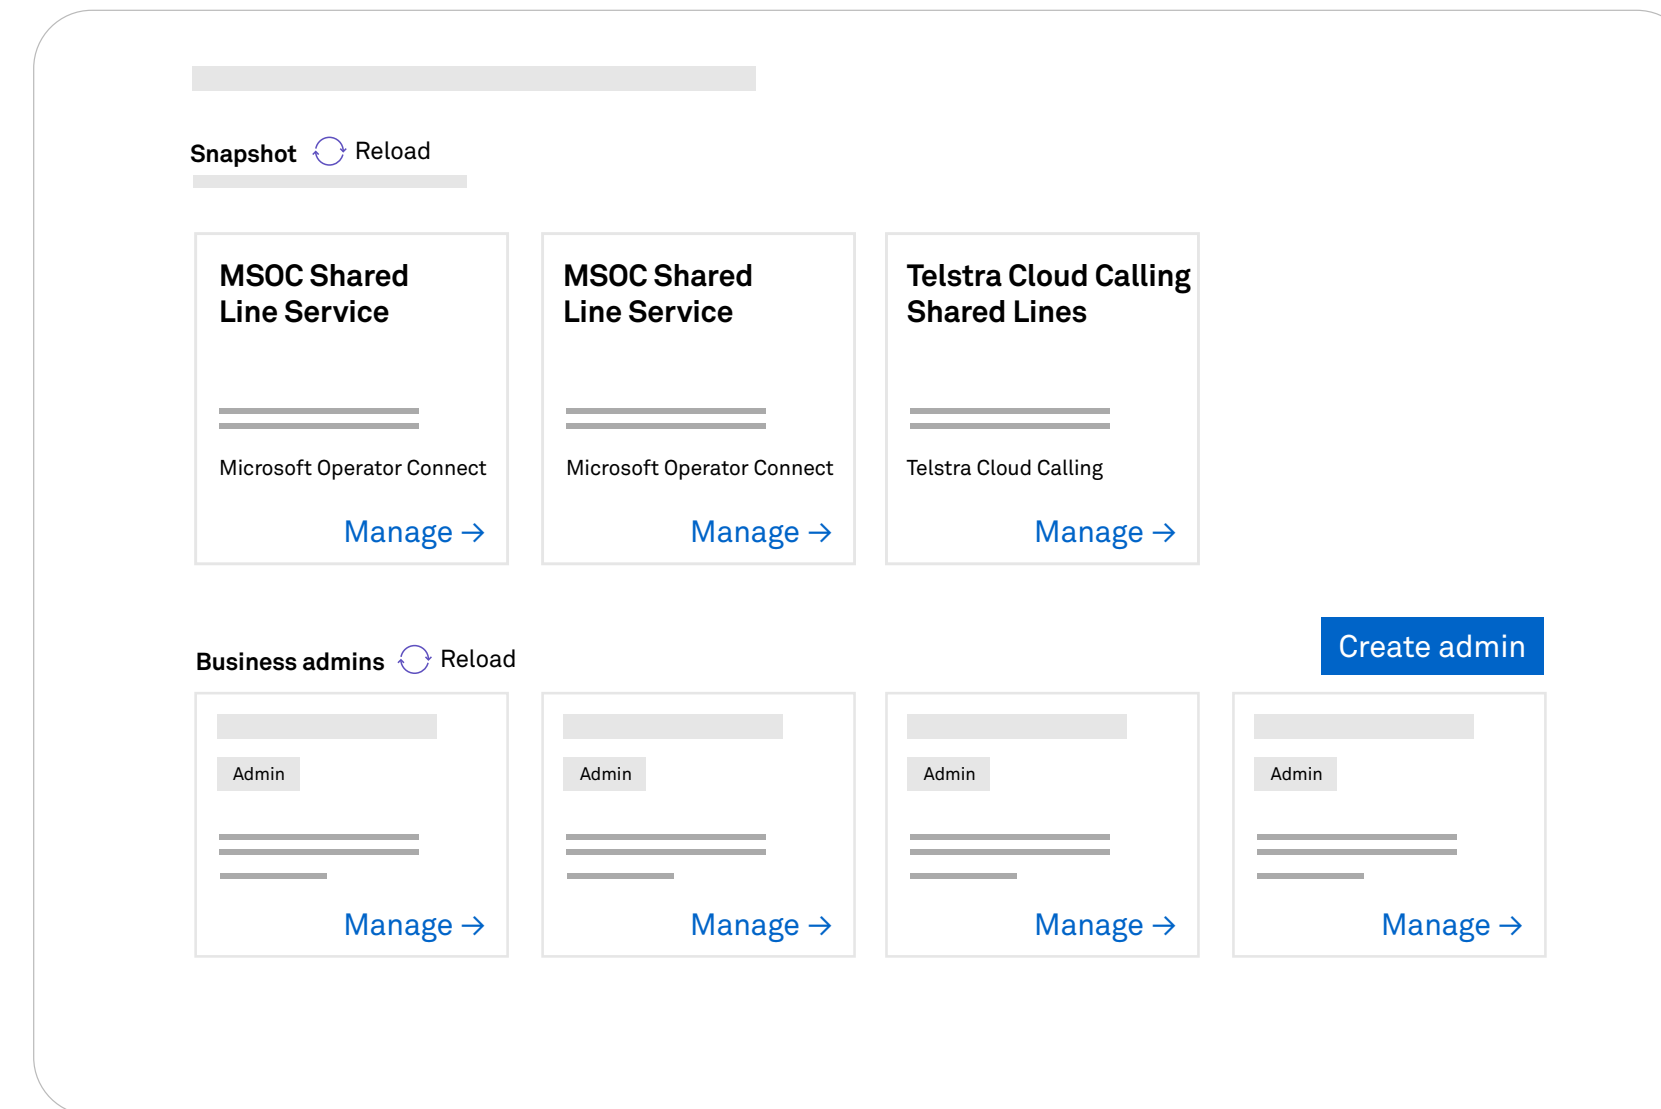 Snapshot Reload
MSOC Shared
Line Service
Microsoft Operator Connect
Manage →
MSOC Shared
Line Service
Microsoft Operator Connect
Manage →
Telstra Cloud Calling
Shared Lines
Telstra Cloud Calling
Manage →
Business admins Reload
Create admin
Admin
Manage →
Admin
Manage →
Admin
Manage →
Admin
Manage →